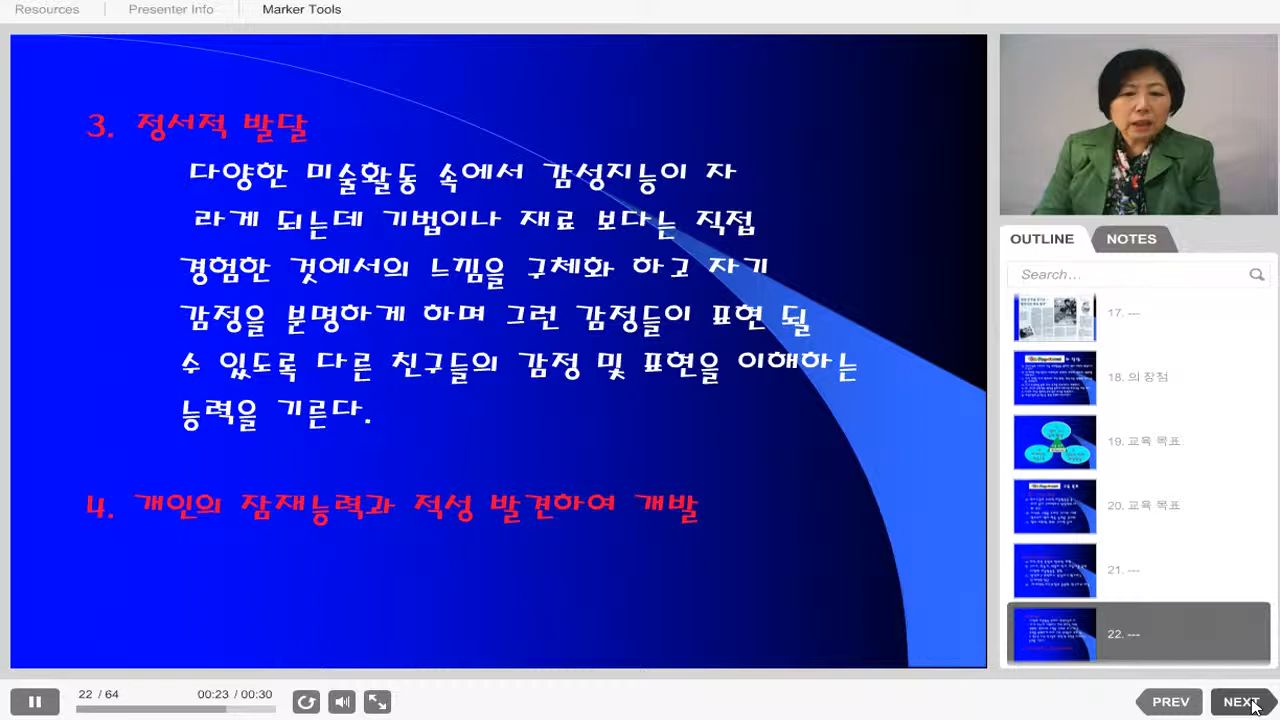 Resources
Presenter Info
Marker Tools
3. 정서적 발달
다양한 미술활동 속에서 감성지능이 자
라게 되는데 기법이나 재료 보다는 직접
경험한 것에서의 느낌을 구체화 하고 자기
감정을 분명하게 하며 그런 감정들이 표현 될
수 있도록 다른 친구들의 감정 및 표현을 이해하는
능력을 기른다.
4. 개인의 잠재능력과 적성 발견하여 개발
OUTLINE
NOTES
Search...
17. ---
18. 의 장점
19. 교육 목표
20. 교육 목표
21. ---
22. ---
22 / 64
00:23 / 00:30
PREV
NEXT